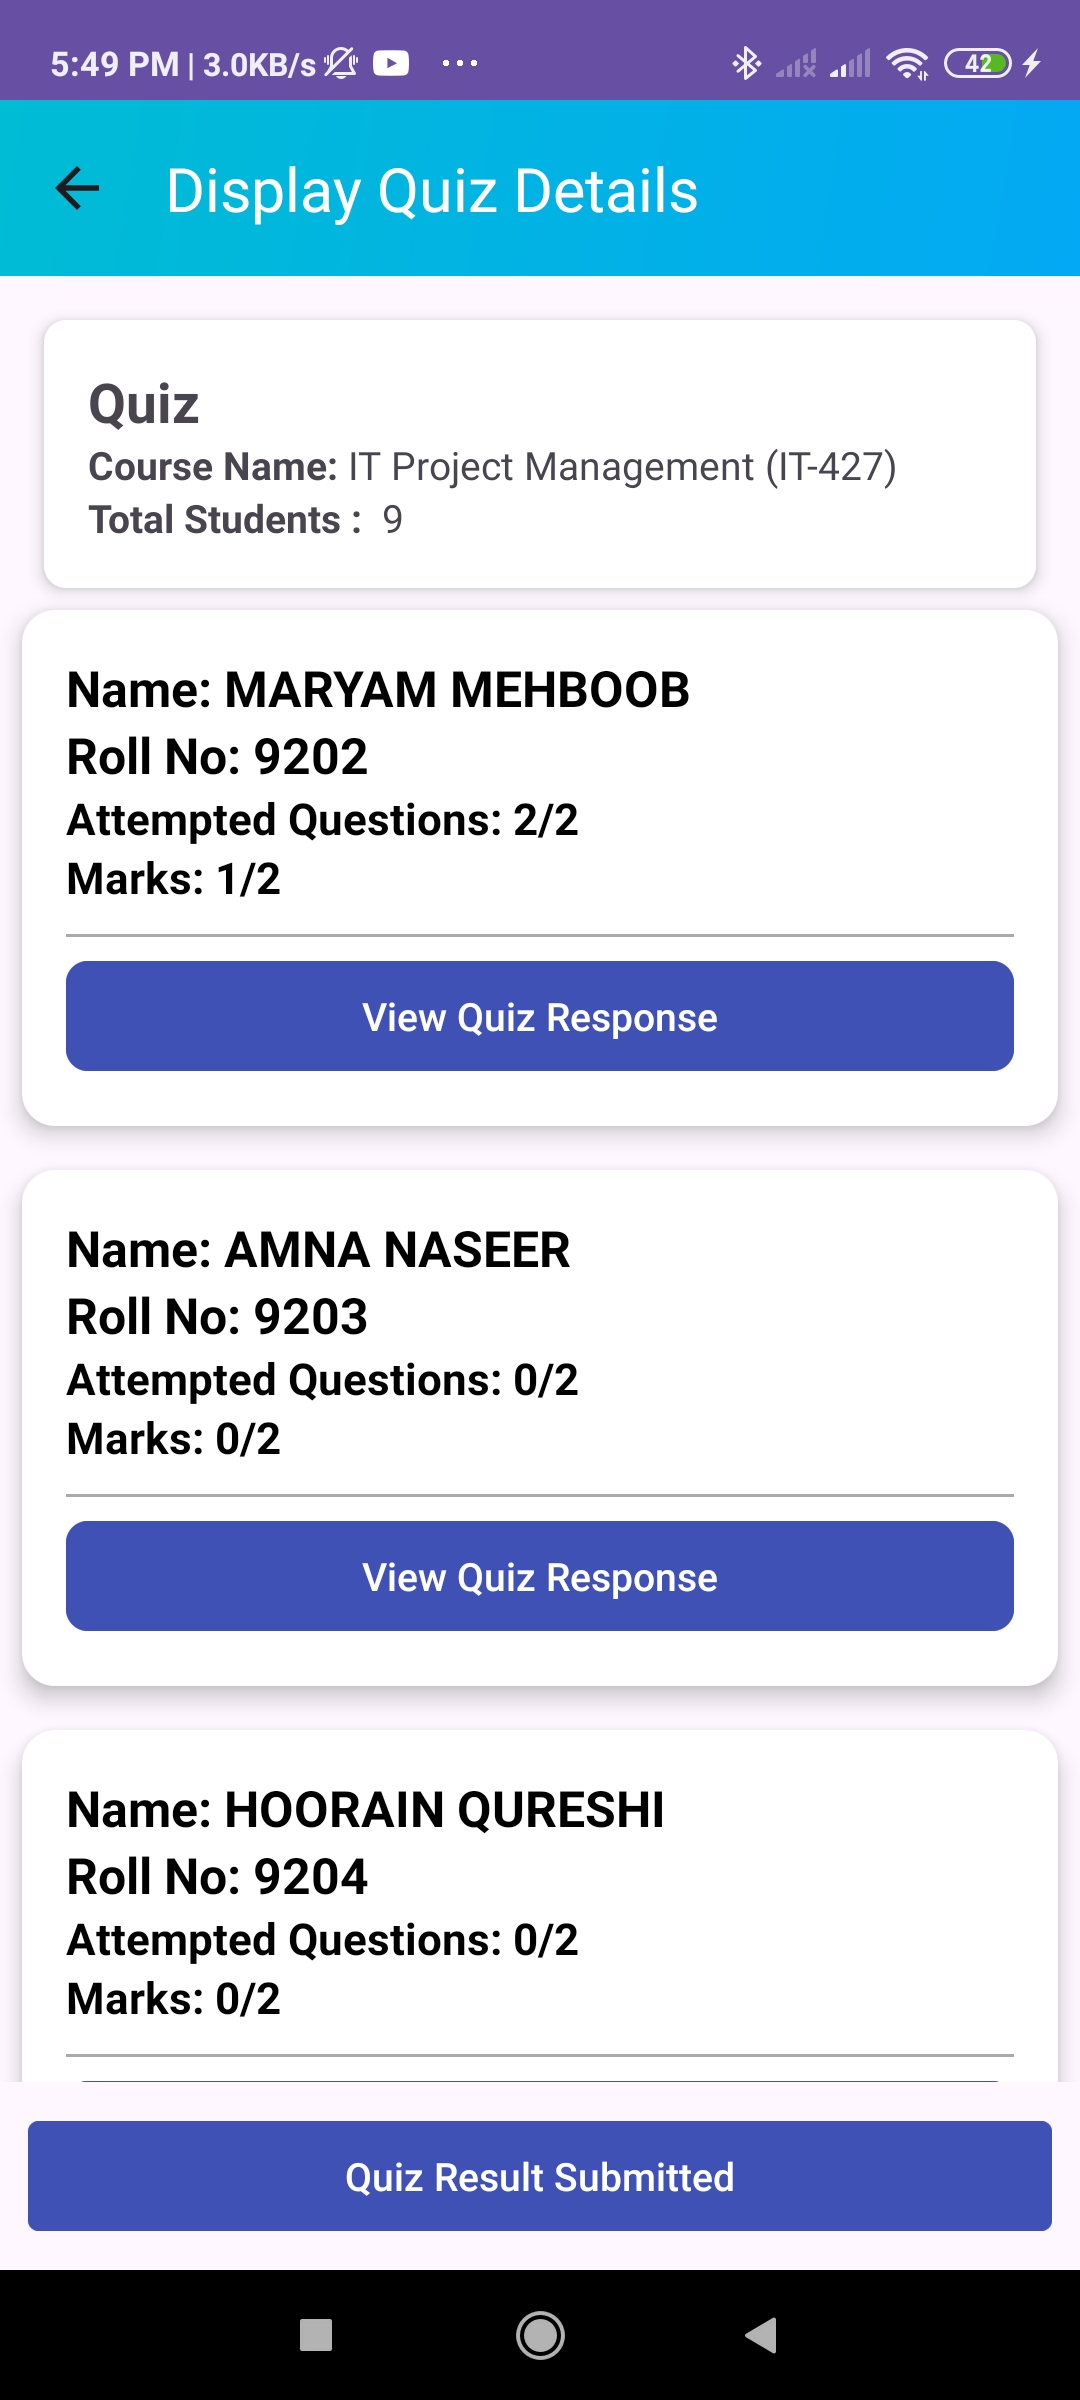 5:49 PM | 3.0KB/s 42
Display Quiz Details
Quiz
Course Name: IT Project Management (IT-427)
Total Students : 9
Name: MARYAM MEHBOOB
Roll No: 9202
Attempted Questions: 2/2
Marks: 1/2
View Quiz Response
Name: AMNA NASEER
Roll No: 9203
Attempted Questions: 0/2
Marks: 0/2
View Quiz Response
Name: HOORAIN QURESHI
Roll No: 9204
Attempted Questions: 0/2
Marks: 0/2
Quiz Result Submitted